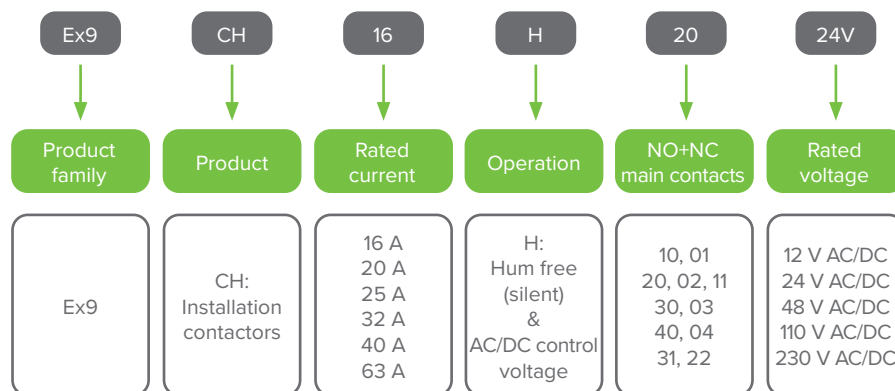 Ex9
CH
16
H
20
24V
Product
family
Product
Rated
current
Operation
NO+NC
main contacts
Rated
voltage
Ex9
CH:
Installation
contactors
16 A
20 A
25 A
32 A
40 A
63 A
H:
Hum free
(silent)
&
AC/DC control
voltage
10, 01
20, 02, 11
30, 03
40, 04
31, 22
12 V AC/DC
24 V AC/DC
48 V AC/DC
110 V AC/DC
230 V AC/DC